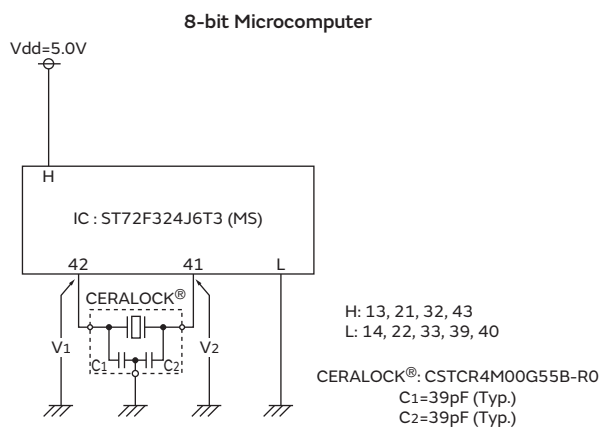 8-bit Microcomputer
Vdd=5.0V
H
IC : ST72F324J6T3 (MS)
42 41 L
CERALOCK®
V1 C1 C2 V2
H: 13, 21, 32, 43
L: 14, 22, 33, 39, 40
CERALOCK®: CSTCR4M00G55B-R0
C1=39pF (Typ.)
C2=39pF (Typ.)